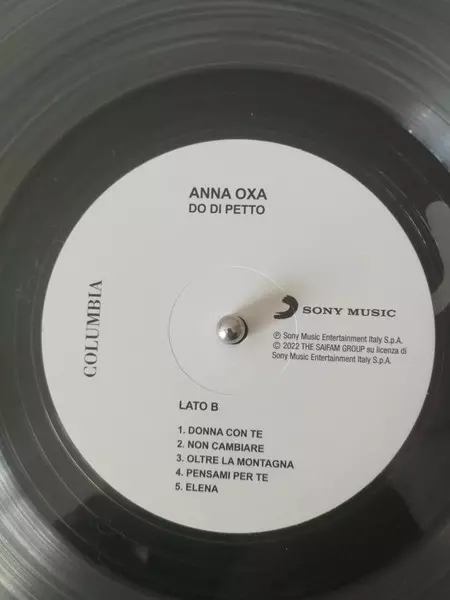 ANNA OXA
DO DI PETTO
COLUMBIA
SONY MUSIC
℗ Sony Music Entertainment Italy S.p.A.
© 2022 THE SAIFAM GROUP su licenza di
Sony Music Entertainment Italy S.p.A.
LATO B
1. DONNA CON TE
2. NON CAMBIARE
3. OLTRE LA MONTAGNA
4. PENSAMI PER TE
5. ELENA